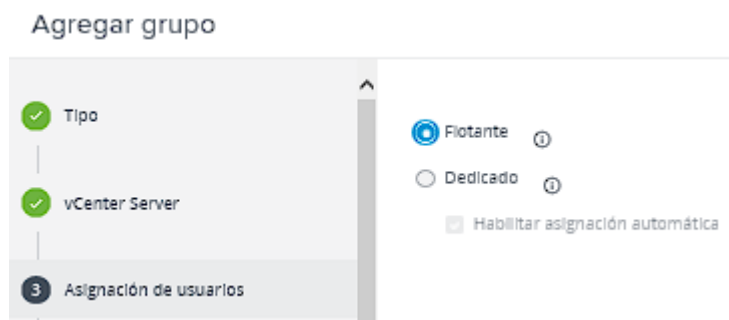 Agregar grupo
Tipo
vCenter Server
3 Asignación de usuarios
Flotante
Dedicado
Habilitar asignación automática